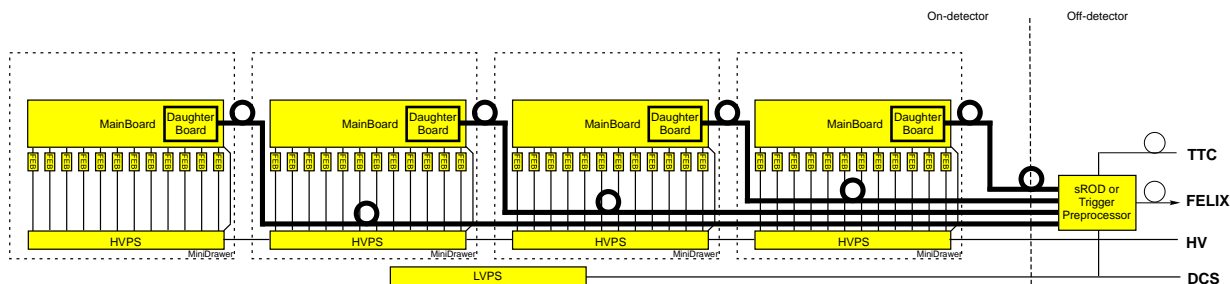 On-detector
Off-detector
MainBoard
Daughter
Board
FEB FEB FEB FEB FEB FEB FEB FEB FEB FEB FEB FEB
HVPS
MiniDrawer
MainBoard
Daughter
Board
FEB FEB FEB FEB FEB FEB FEB FEB FEB FEB FEB FEB
HVPS
MiniDrawer
MainBoard
Daughter
Board
FEB FEB FEB FEB FEB FEB FEB FEB FEB FEB FEB FEB
HVPS
MiniDrawer
MainBoard
Daughter
Board
FEB FEB FEB FEB FEB FEB FEB FEB FEB FEB FEB FEB
HVPS
MiniDrawer
LVPS
sROD or
Trigger
Preprocessor
TTC
FELIX
HV
DCS